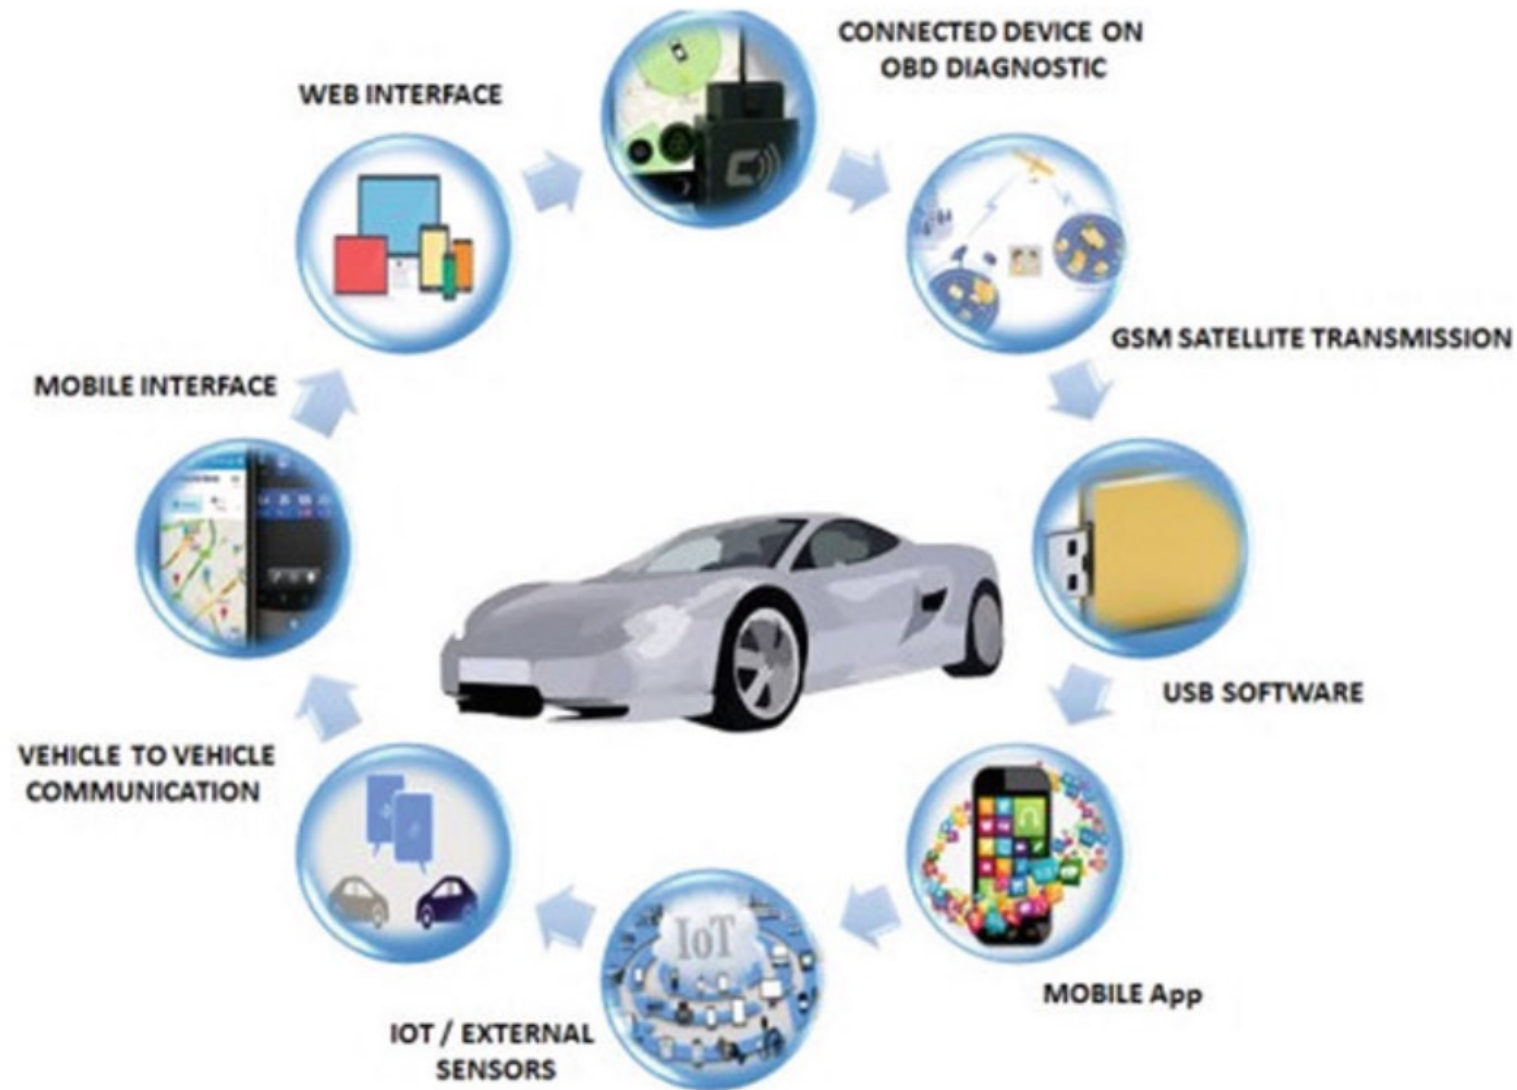 CONNECTED DEVICE ON
OBD DIAGNOSTIC
WEB INTERFACE
GSM SATELLITE TRANSMISSION
MOBILE INTERFACE
USB SOFTWARE
VEHICLE TO VEHICLE
COMMUNICATION
IoT
MOBILE App
IOT / EXTERNAL
SENSORS